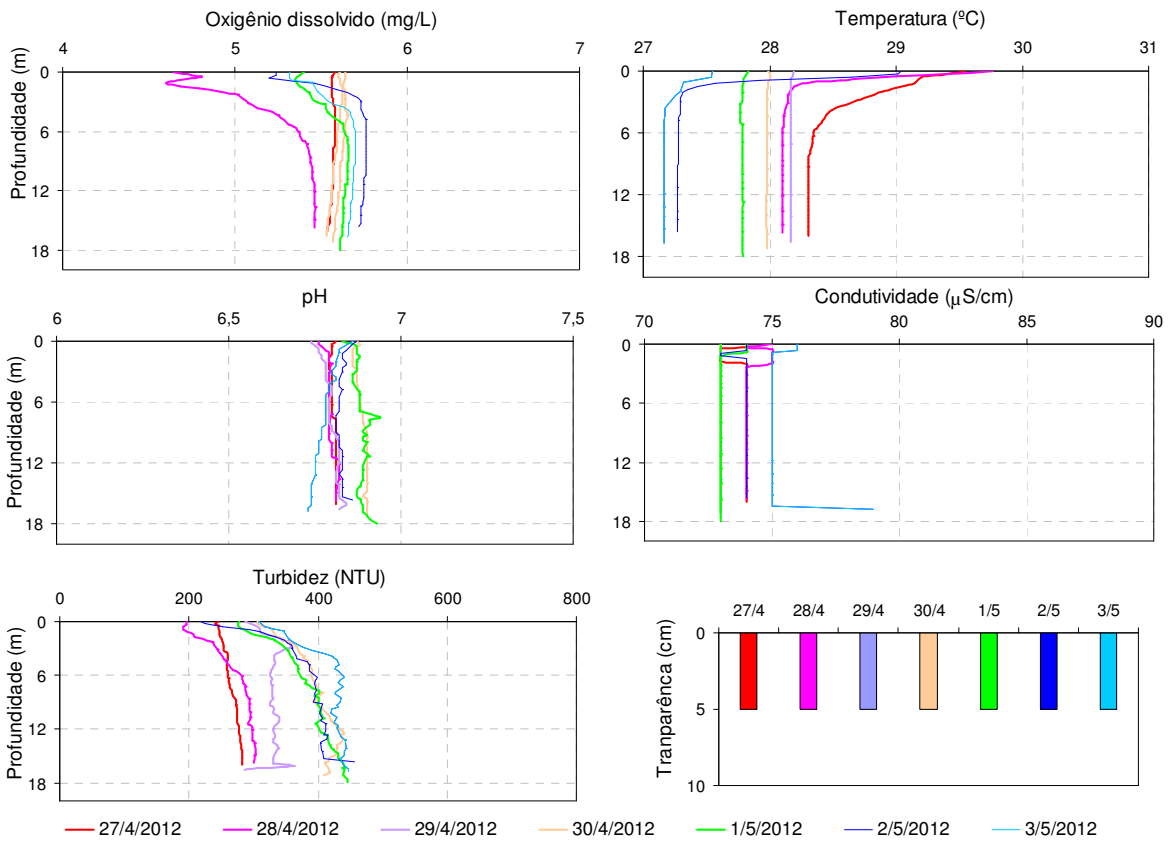 Oxigênio dissolvido (mg/L)
4 5 6 7
Profundidade (m)
0
6
12
18
Temperatura (ºC)
27 28 29 30 31
0
6
12
18
pH
6 6,5 7 7,5
Profundidade (m)
0
6
12
18
Condutividade (µS/cm)
70 75 80 85 90
0
6
12
18
Turbidez (NTU)
0 200 400 600 800
Profundidade (m)
0
6
12
18
27/4 28/4 29/4 30/4 1/5 2/5 3/5
Tranparênca (cm)
0
5
10
27/4/2012 28/4/2012 29/4/2012 30/4/2012 1/5/2012 2/5/2012 3/5/2012